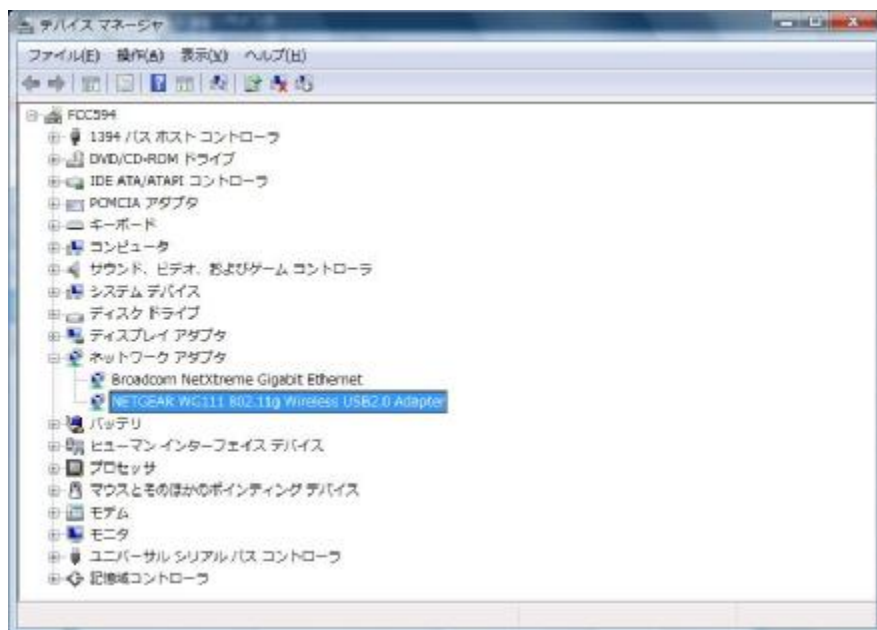 デバイス マネージャ
ファイル(F) 操作(A) 表示(V) ヘルプ(H)
FCC594
1394 バス ホスト コントローラ
DVD/CD-ROM ドライブ
IDE ATA/ATAPI コントローラ
PCMCIA アダプタ
キーボード
コンピュータ
サウンド、ビデオ、およびゲーム コントローラ
システム デバイス
ディスク ドライブ
ディスプレイ アダプタ
ネットワーク アダプタ
Broadcom NetXtreme Gigabit Ethernet
NETGEAR WG111 802.11g Wireless USB2.0 Adapter
バッテリ
ヒューマン インターフェイス デバイス
プロセッサ
マウスとそのほかのポインティング デバイス
モデム
モニタ
ユニバーサル シリアル バス コントローラ
記憶域コントローラ